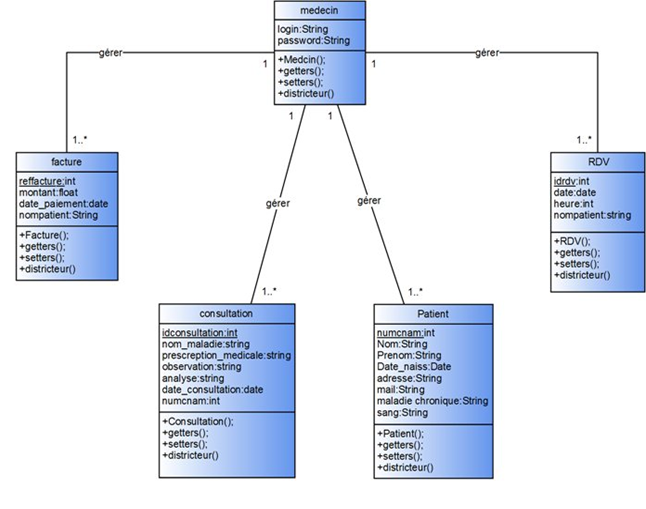 medecin
login:String
password:String
+Medcin();
+getters();
+setters();
+districteur()
gérer
1
1
gérer
1
1
1..*
1..*
facture
reffacture:int
montant:float
date_paiement:date
nompatient:String
+Facture();
+getters();
+setters();
+districteur()
RDV
idrdv:int
date:date
heure:int
nompatient:string
+RDV();
+getters();
+setters();
+districteur()
gérer
gérer
1..*
1..*
consultation
idconsultation:int
nom_maladie:string
prescreption_medicale:string
observation:string
analyse:string
date_consultation:date
numcnam:int
+Consultation();
+getters();
+setters();
+districteur()
Patient
numcnam:int
Nom:String
Prenom:String
Date_naiss:Date
adresse:String
mail:String
maladie chronique:String
sang:String
+Patient();
+getters();
+setters();
+districteur()